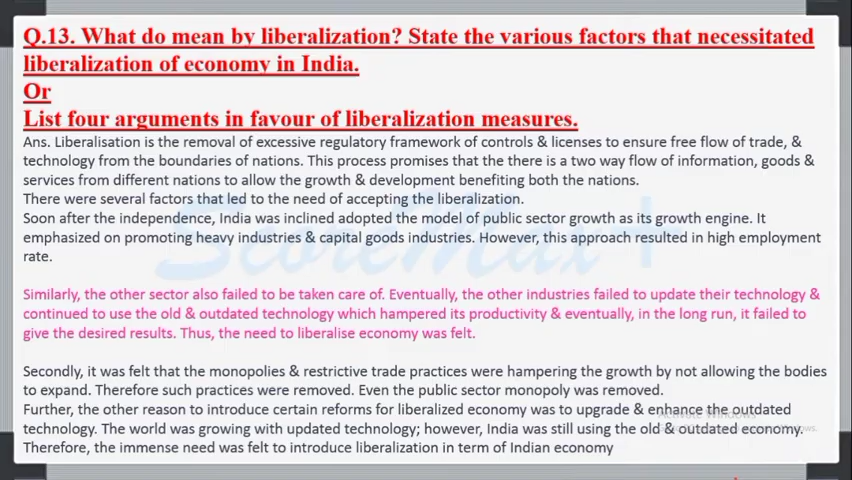 Q.13. What do mean by liberalization? State the various factors that necessitated
liberalization of economy in India.
Or
List four arguments in favour of liberalization measures.
Ans. Liberalisation is the removal of excessive regulatory framework of controls & licenses to ensure free flow of trade, &
technology from the boundaries of nations. This process promises that the there is a two way flow of information, goods &
services from different nations to allow the growth & development benefiting both the nations.
There were several factors that led to the need of accepting the liberalization.
Soon after the independence, India was inclined adopted the model of public sector growth as its growth engine. It
emphasized on promoting heavy industries & capital goods industries. However, this approach resulted in high employment
rate.
Similarly, the other sector also failed to be taken care of. Eventually, the other industries failed to update their technology &
continued to use the old & outdated technology which hampered its productivity & eventually, in the long run, it failed to
give the desired results. Thus, the need to liberalise economy was felt.
Secondly, it was felt that the monopolies & restrictive trade practices were hampering the growth by not allowing the bodies
to expand. Therefore such practices were removed. Even the public sector monopoly was removed.
Further, the other reason to introduce certain reforms for liberalized economy was to upgrade & enhance the outdated
technology. The world was growing with updated technology; however, India was still using the old & outdated economy.
Therefore, the immense need was felt to introduce liberalization in term of Indian economy
ScoreMax+
Activate Windows